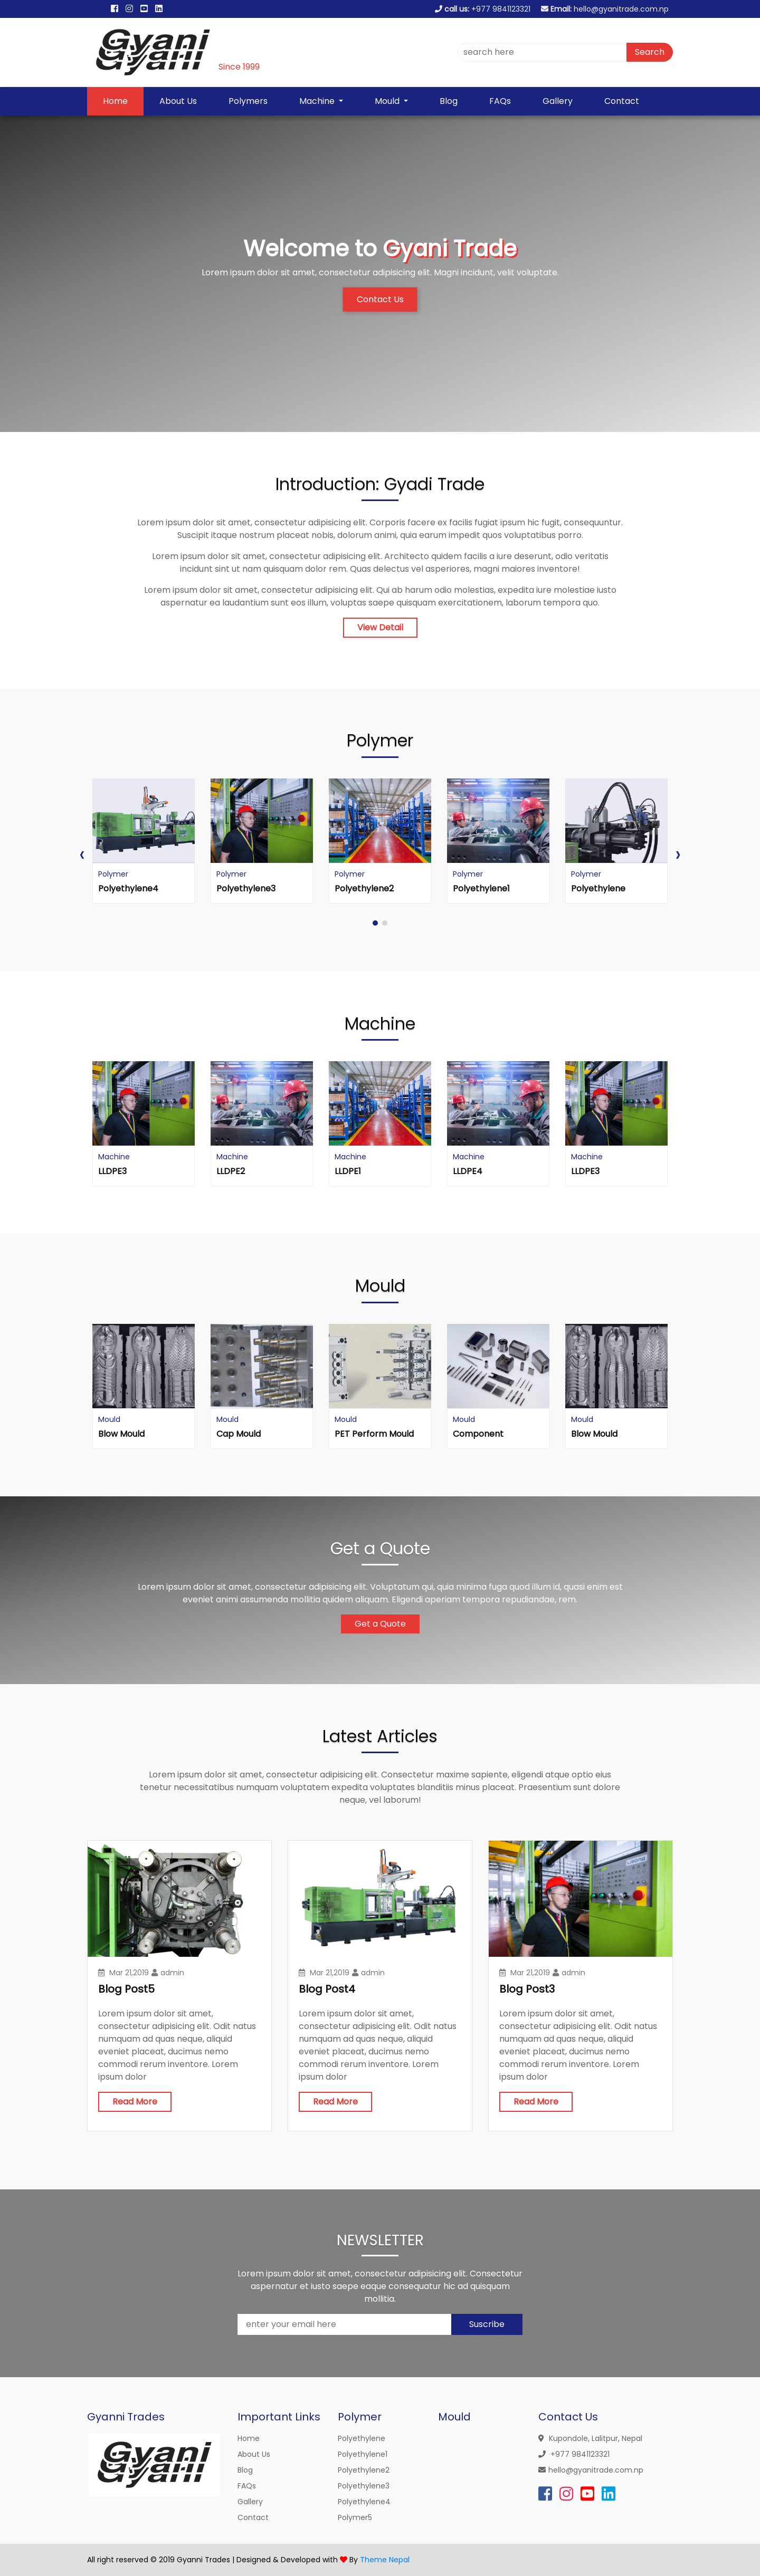 call us: +977 9841123321 Email: hello@gyanitrade.com.np
Gyani
Gyani
Since 1999
search here
Search
Home
About Us
Polymers
Machine
Mould
Blog
FAQs
Gallery
Contact
Welcome to Gyani Trade
Lorem ipsum dolor sit amet, consectetur adipisicing elit. Magni incidunt, velit voluptate.
Contact Us
Introduction: Gyadi Trade
Lorem ipsum dolor sit amet, consectetur adipisicing elit. Corporis facere ex facilis fugiat ipsum hic fugit, consequuntur.
Suscipit itaque nostrum placeat nobis, dolorum animi, quia earum impedit quos voluptatibus porro.
Lorem ipsum dolor sit amet, consectetur adipisicing elit. Architecto quidem facilis a iure deserunt, odio veritatis
incidunt sint ut nam quisquam dolor rem. Quas delectus vel asperiores, magni maiores inventore!
Lorem ipsum dolor sit amet, consectetur adipisicing elit. Qui ab harum odio molestias, expedita iure molestiae iusto
aspernatur ea laudantium sunt eos illum, voluptas saepe quisquam exercitationem, laborum tempora quo.
View Detail
Polymer
Polymer
Polyethylene4
Polymer
Polyethylene3
Polymer
Polyethylene2
Polymer
Polyethylene1
Polymer
Polyethylene
Machine
Machine
LLDPE3
Machine
LLDPE2
Machine
LLDPE1
Machine
LLDPE4
Machine
LLDPE3
Mould
Mould
Blow Mould
Mould
Cap Mould
Mould
PET Perform Mould
Mould
Component
Mould
Blow Mould
Get a Quote
Lorem ipsum dolor sit amet, consectetur adipisicing elit. Voluptatum qui, quia minima fuga quod illum id, quasi enim est
eveniet animi assumenda mollitia quidem aliquam. Eligendi aperiam tempora repudiandae, rem.
Get a Quote
Latest Articles
Lorem ipsum dolor sit amet, consectetur adipisicing elit. Consectetur maxime sapiente, eligendi atque optio eius
tenetur necessitatibus numquam voluptatem expedita voluptates blanditiis minus placeat. Praesentium sunt dolore
neque, vel laborum!
Mar 21,2019 admin
Blog Post5
Lorem ipsum dolor sit amet,
consectetur adipisicing elit. Odit natus
numquam ad quas neque, aliquid
eveniet placeat, ducimus nemo
commodi rerum inventore. Lorem
ipsum dolor
Read More
Mar 21,2019 admin
Blog Post4
Lorem ipsum dolor sit amet,
consectetur adipisicing elit. Odit natus
numquam ad quas neque, aliquid
eveniet placeat, ducimus nemo
commodi rerum inventore. Lorem
ipsum dolor
Read More
Mar 21,2019 admin
Blog Post3
Lorem ipsum dolor sit amet,
consectetur adipisicing elit. Odit natus
numquam ad quas neque, aliquid
eveniet placeat, ducimus nemo
commodi rerum inventore. Lorem
ipsum dolor
Read More
NEWSLETTER
Lorem ipsum dolor sit amet, consectetur adipisicing elit. Consectetur
aspernatur et iusto saepe eaque consequatur hic ad quisquam
mollitia.
enter your email here
Suscribe
Gyanni Trades
Gyani
Gyani
Important Links
Home
About Us
Blog
FAQs
Gallery
Contact
Polymer
Polyethylene
Polyethylene1
Polyethylene2
Polyethylene3
Polyethylene4
Polymer5
Mould
Contact Us
Kupondole, Lalitpur, Nepal
+977 9841123321
hello@gyanitrade.com.np
All right reserved © 2019 Gyanni Trades | Designed & Developed with ❤ By Theme Nepal